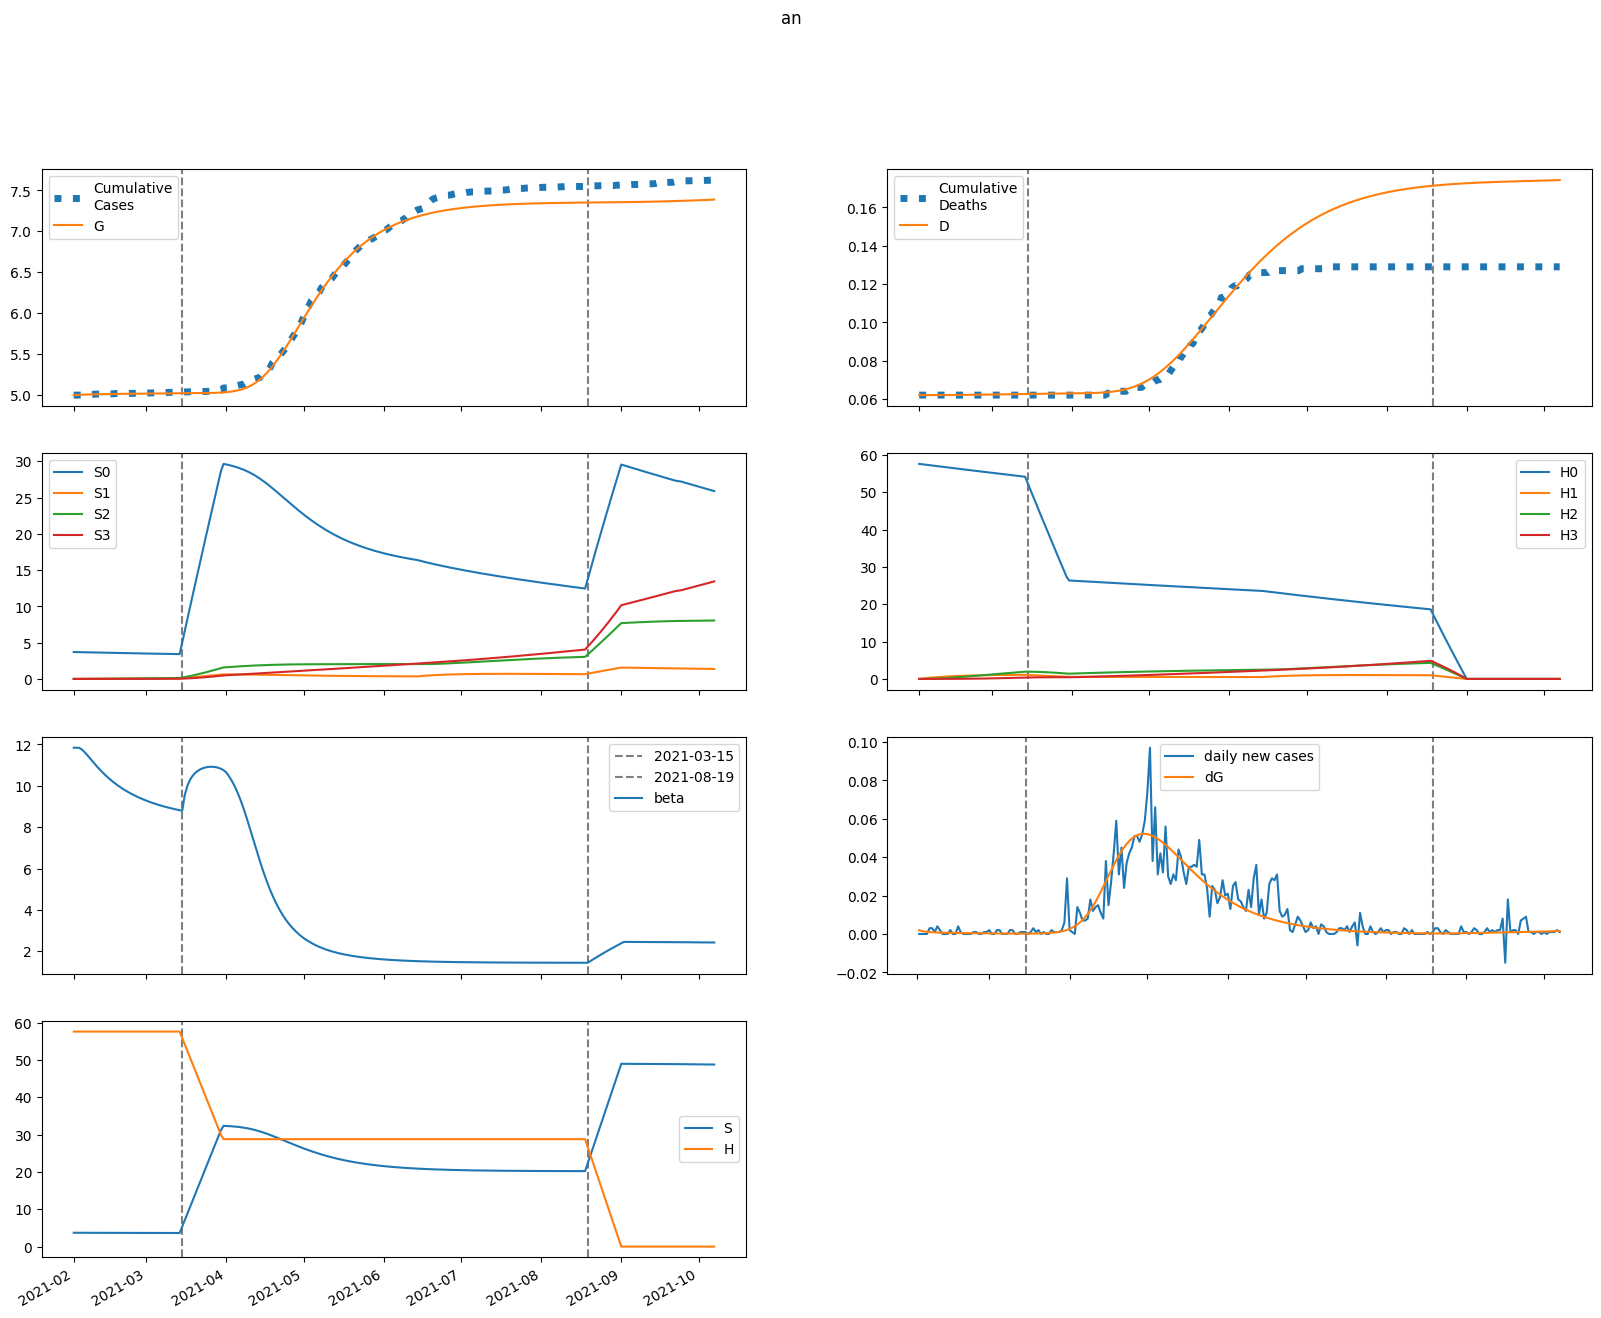 an
Cumulative
Cases
G
7.5
7.0
6.5
6.0
5.5
5.0
Cumulative
Deaths
D
0.16
0.14
0.12
0.10
0.08
0.06
S0
S1
S2
S3
30
25
20
15
10
5
0
H0
H1
H2
H3
60
50
40
30
20
10
0
2021-03-15
2021-08-19
beta
12
10
8
6
4
2
daily new cases
dG
0.10
0.08
0.06
0.04
0.02
0.00
−0.02
S
H
60
50
40
30
20
10
0
2021-02
2021-03
2021-04
2021-05
2021-06
2021-07
2021-08
2021-09
2021-10